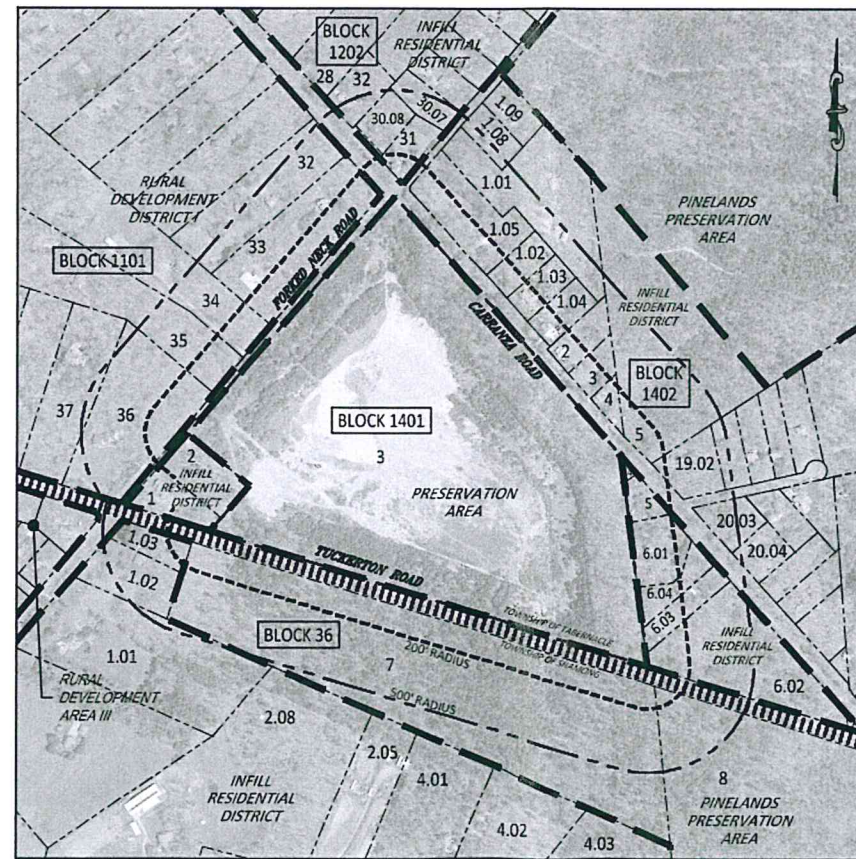 BLOCK
1202
INFILL
RESIDENTIAL
DISTRICT
28
32
30.08
30.07
31
1.09
1.08
1.01
32
RURAL
DEVELOPMENT
DISTRICT I
33
BLOCK 1101
34
35
36
37
FORKED NECK ROAD
CARRANZA ROAD
1.05
1.02
1.03
1.04
PINELANDS
PRESERVATION
AREA
INFILL
RESIDENTIAL
DISTRICT
2
3
4
5
BLOCK
1402
19.02
20.03
20.04
BLOCK 1401
3
PRESERVATION
AREA
2
INFILL
RESIDENTIAL
DISTRICT
1
5
6.01
6.04
6.03
INFILL
RESIDENTIAL
DISTRICT
6.02
TUCKERTON ROAD
TOWNSHIP OF TABERNACLE
TOWNSHIP OF SHAMONG
1.03
1.02
1.01
BLOCK 36
7
200' RADIUS
500' RADIUS
RURAL
DEVELOPMENT
AREA III
2.08
2.05
4.01
4.02
4.03
8
INFILL
RESIDENTIAL
DISTRICT
PINELANDS
PRESERVATION
AREA